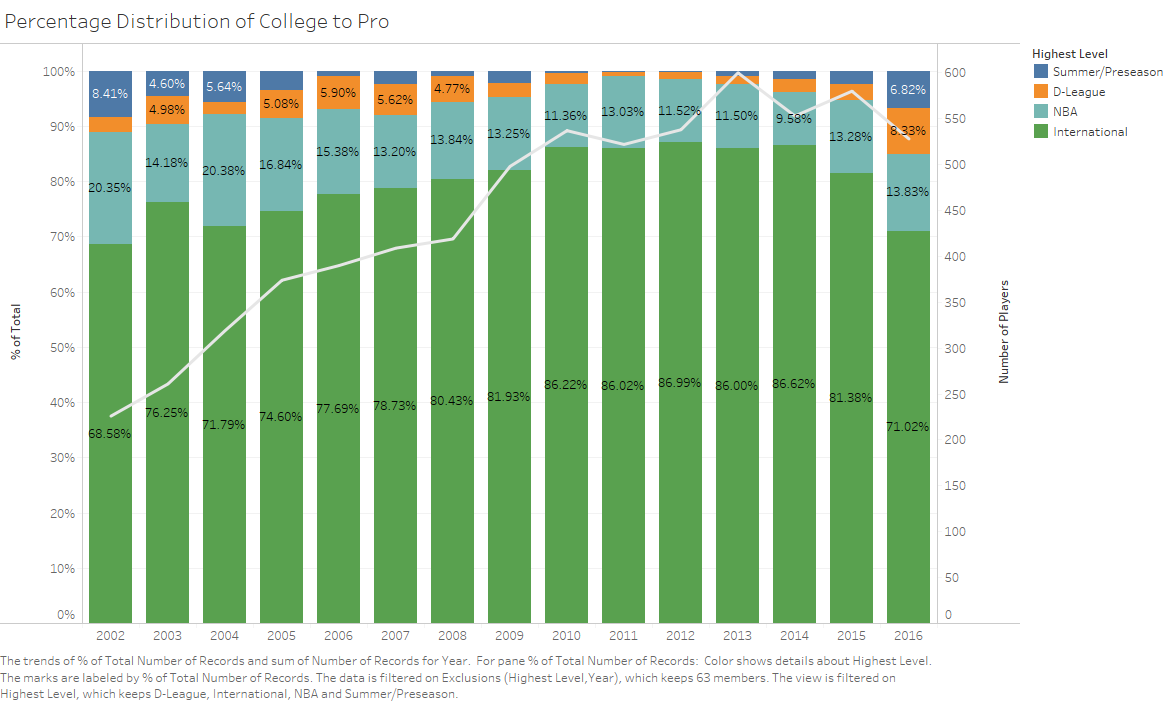 Percentage Distribution of College to Pro
Highest Level
Summer/Preseason
D-League
NBA
International
100%
90%
80%
70%
60%
50%
40%
30%
20%
10%
0%
% of Total
8.41% 4.60% 5.64% 6.82%
4.98% 5.08% 5.90% 5.62% 4.77% 8.33%
20.35% 14.18% 20.38% 16.84% 15.38% 13.20% 13.84% 13.25% 11.36% 13.03% 11.52% 11.50% 9.58% 13.28% 13.83%
68.58% 76.25% 71.79% 74.60% 77.69% 78.73% 80.43% 81.93% 86.22% 86.02% 86.99% 86.00% 86.62% 81.38% 71.02%
600
550
500
450
400
350
300
250
200
150
100
50
0
Number of Players
2002 2003 2004 2005 2006 2007 2008 2009 2010 2011 2012 2013 2014 2015 2016
The trends of % of Total Number of Records and sum of Number of Records for Year.  For pane % of Total Number of Records:  Color shows details about Highest Level.
The marks are labeled by % of Total Number of Records. The data is filtered on Exclusions (Highest Level,Year), which keeps 63 members. The view is filtered on
Highest Level, which keeps D-League, International, NBA and Summer/Preseason.